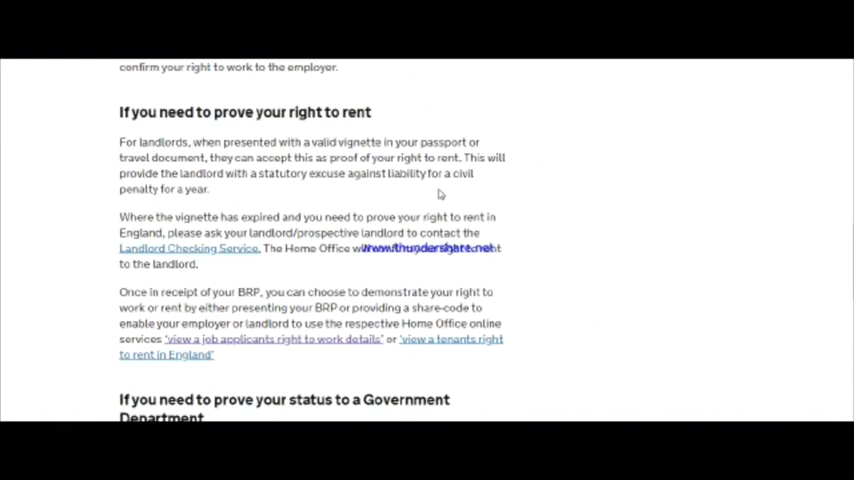 confirm your right to work to the employer.
If you need to prove your right to rent
For landlords, when presented with a valid vignette in your passport or
travel document, they can accept this as proof of your right to rent. This will
provide the landlord with a statutory excuse against liability for a civil
penalty for a year.
Where the vignette has expired and you need to prove your right to rent in
England, please ask your landlord/prospective landlord to contact the
Landlord Checking Service. The Home Office www.thundershare.net
to the landlord.
Once in receipt of your BRP, you can choose to demonstrate your right to
work or rent by either presenting your BRP or providing a share-code to
enable your employer or landlord to use the respective Home Office online
services 'view a job applicants right to work details' or 'view a tenants right
to rent in England'
If you need to prove your status to a Government
Department